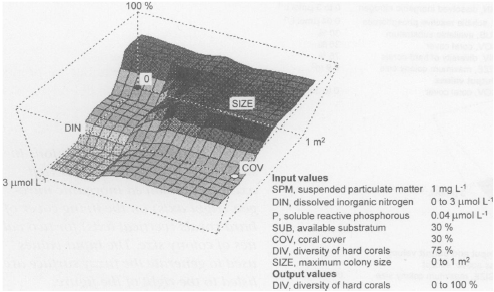 100 %
0
SIZE
DIN
1 m²
3 µmol L⁻¹
COV
Input values
SPM, suspended particulate matter 1 mg L⁻¹
DIN, dissolved inorganic nitrogen 0 to 3 µmol L⁻¹
P, soluble reactive phosphorous 0.04 µmol L⁻¹
SUB, available substratum 30 %
COV, coral cover 30 %
DIV, diversity of hard corals 75 %
SIZE, maximum colony size 0 to 1 m²
Output values
DIV, diversity of hard corals 0 to 100 %